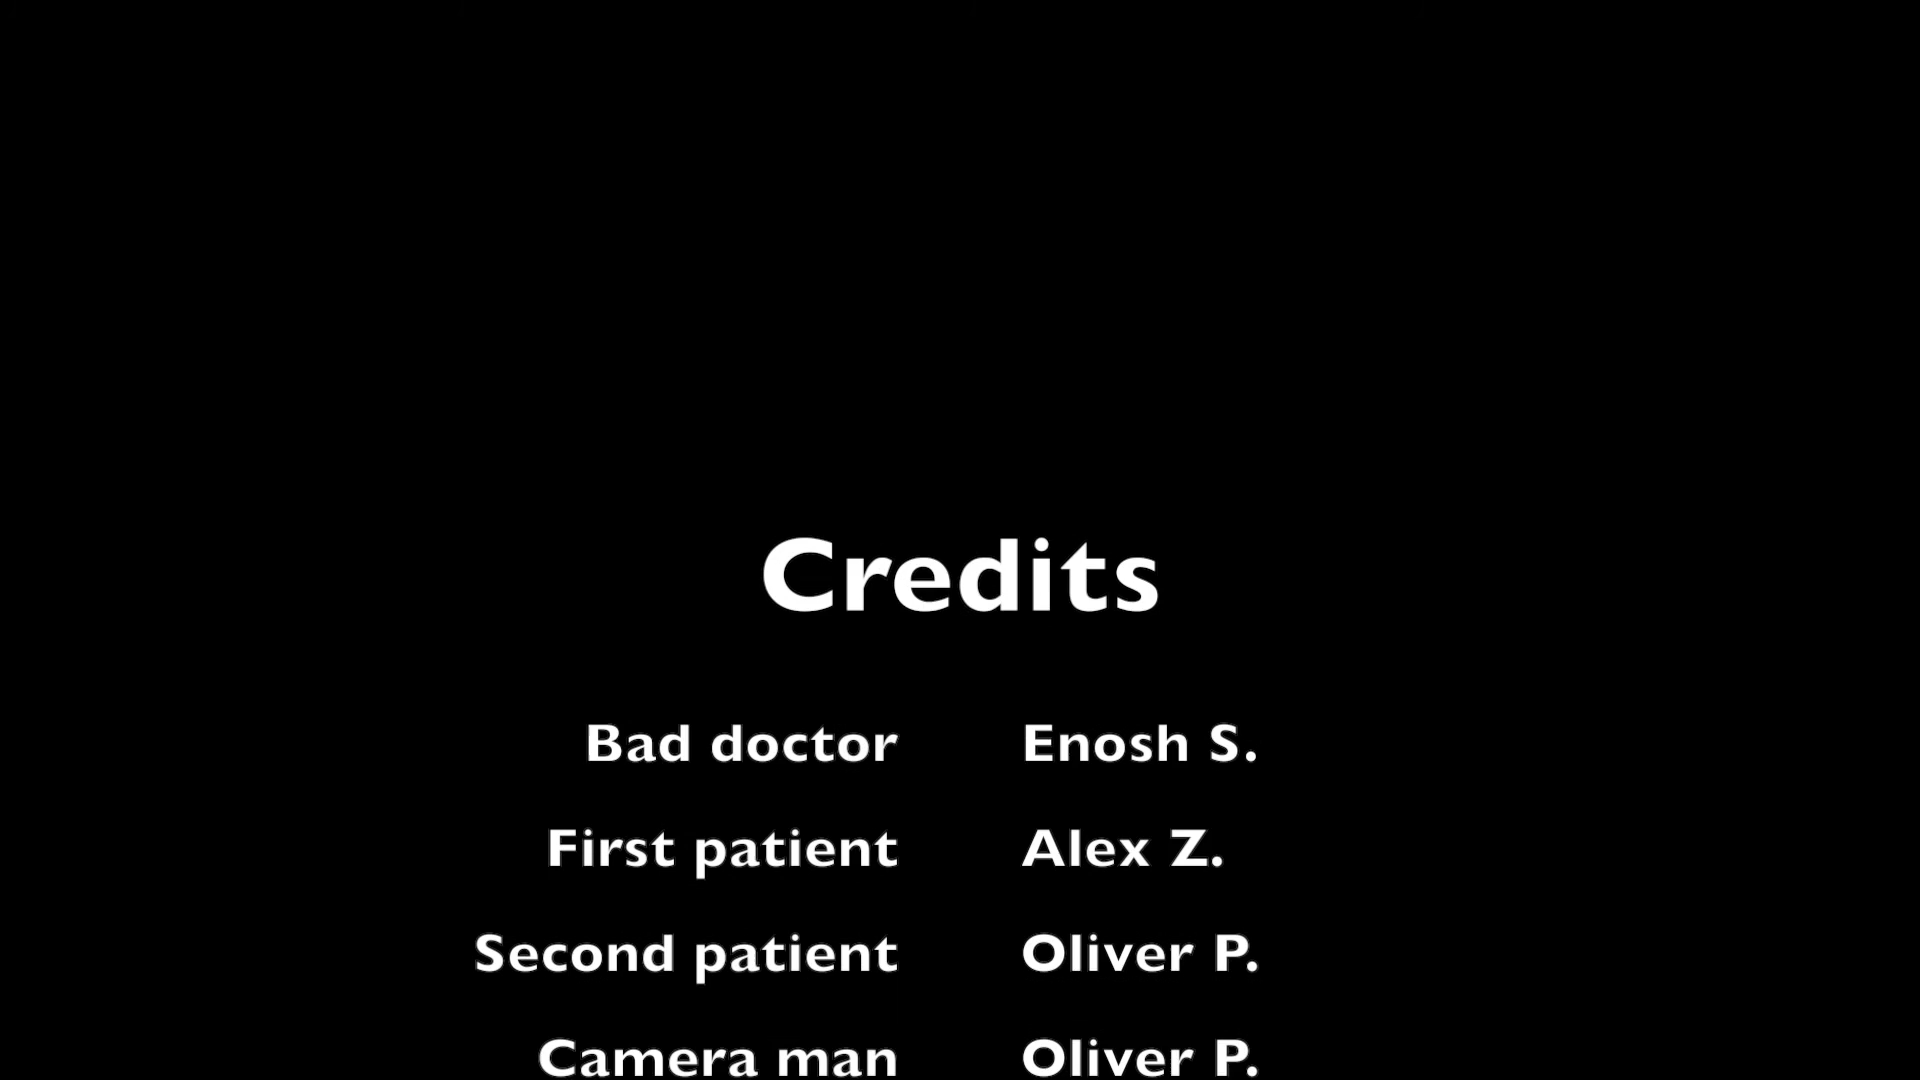 Credits
Bad doctor Enosh S.
First patient Alex Z.
Second patient Oliver P.
Camera man Oliver P.